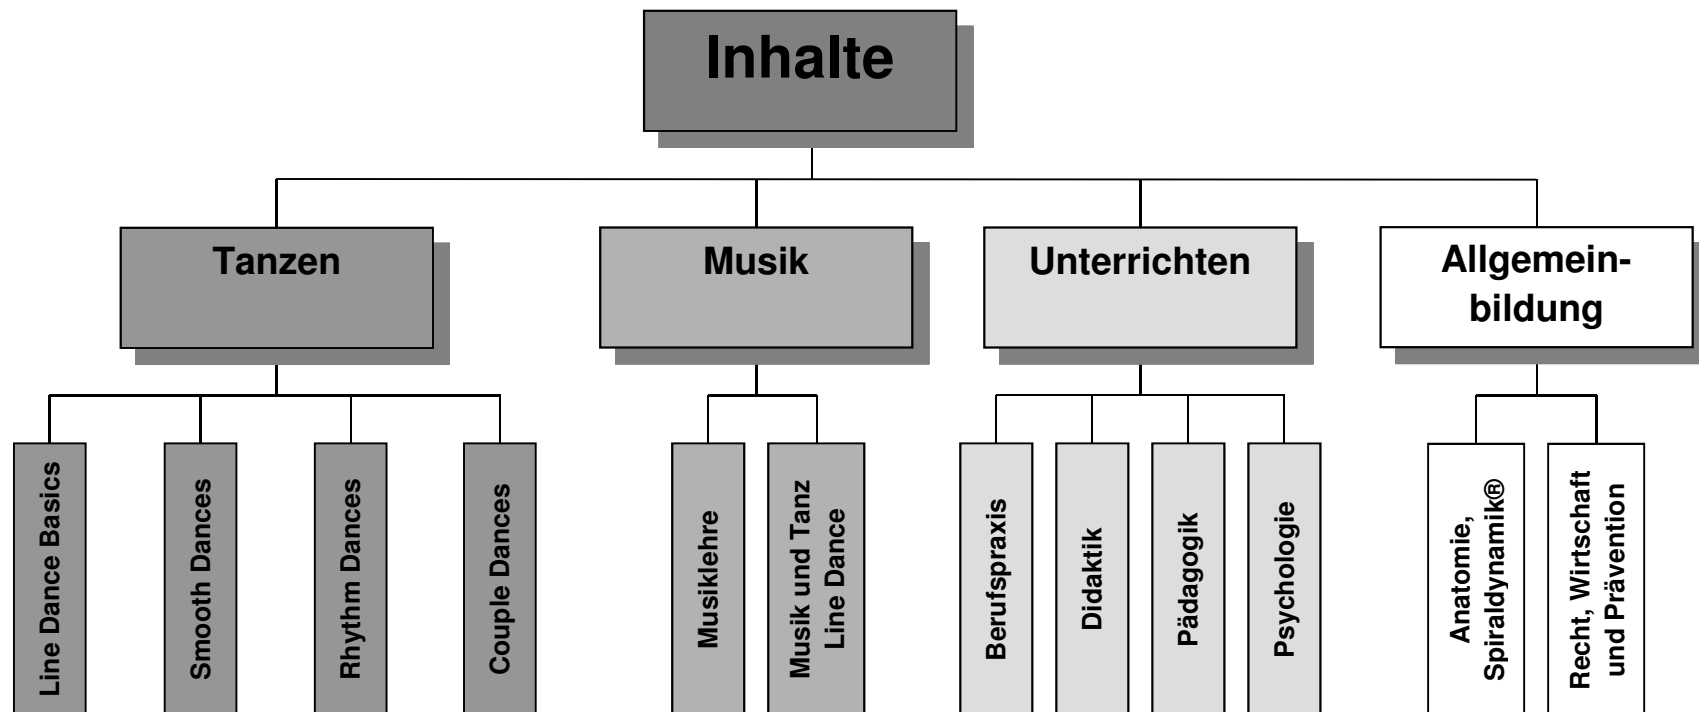 Inhalte
Tanzen
Musik
Unterrichten
Allgemein-
bildung
Line Dance Basics
Smooth Dances
Rhythm Dances
Couple Dances
Musiklehre
Musik und Tanz
Line Dance
Berufspraxis
Didaktik
Pädagogik
Psychologie
Anatomie,
Spiraldynamik®
Recht, Wirtschaft
und Prävention